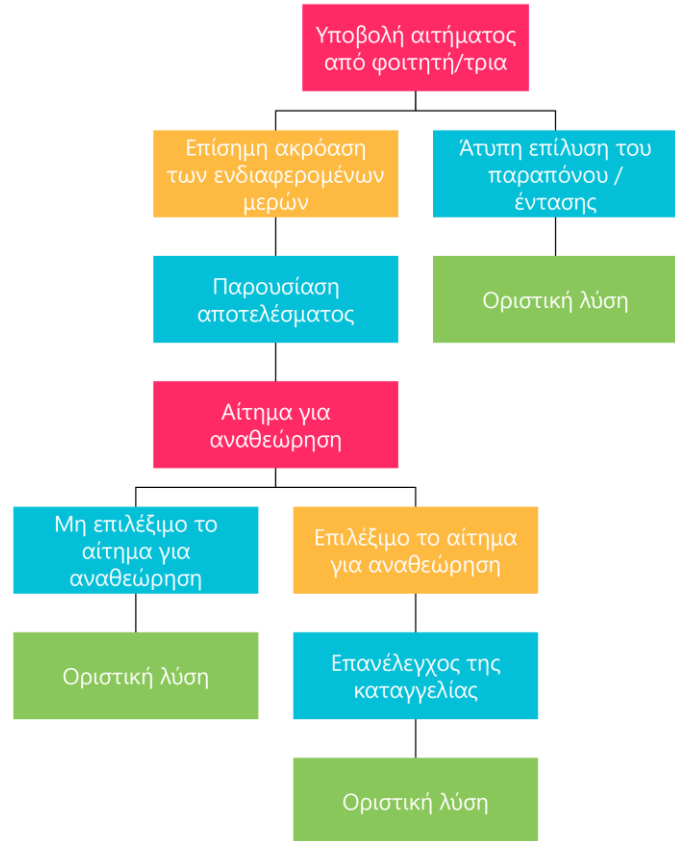 Υποβολή αιτήματος
από φοιτητή/τρια
Επίσημη ακρόαση
των ενδιαφερομένων
μερών
Άτυπη επίλυση του
παραπόνου /
έντασης
Παρουσίαση
αποτελέσματος
Οριστική λύση
Αίτημα για
αναθεώρηση
Μη επιλέξιμο το
αίτημα για
αναθεώρηση
Επιλέξιμο το αίτημα
για αναθεώρηση
Οριστική λύση
Επανέλεγχος της
καταγγελίας
Οριστική λύση